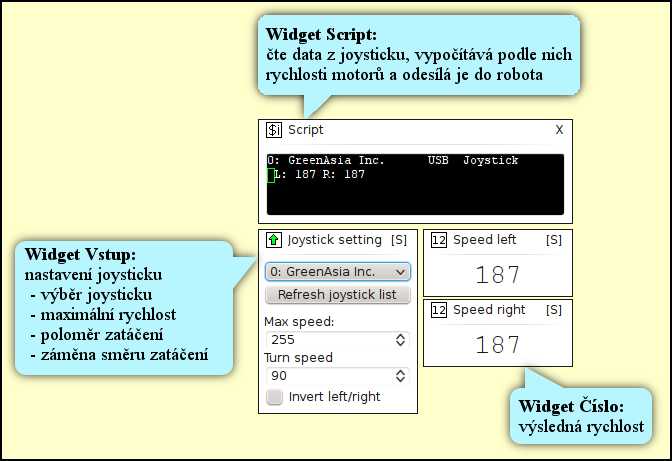 Widget Script:
čte data z joysticku, vypočítává podle nich
rychlosti motorů a odesílá je do robota
$i Script X
0: GreenAsia Inc. USB Joystick
L: 187 R: 187
Widget Vstup:
nastavení joysticku
- výběr joysticku
- maximální rychlost
- poloměr zatáčení
- záměna směru zatáčení
Joystick setting [S]
0: GreenAsia Inc.
Refresh joystick list
Max speed:
255
Turn speed
90
Invert left/right
12 Speed left [S]
187
12 Speed right [S]
187
Widget Číslo:
výsledná rychlost